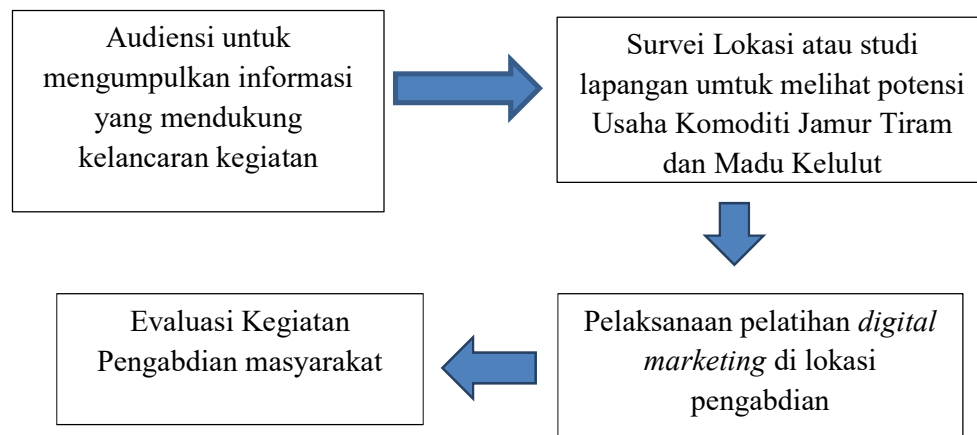 Audiensi untuk
mengumpulkan informasi
yang mendukung
kelancaran kegiatan
Survei Lokasi atau studi
lapangan umtuk melihat potensi
Usaha Komoditi Jamur Tiram
dan Madu Kelulut
Pelaksanaan pelatihan digital
marketing di lokasi
pengabdian
Evaluasi Kegiatan
Pengabdian masyarakat